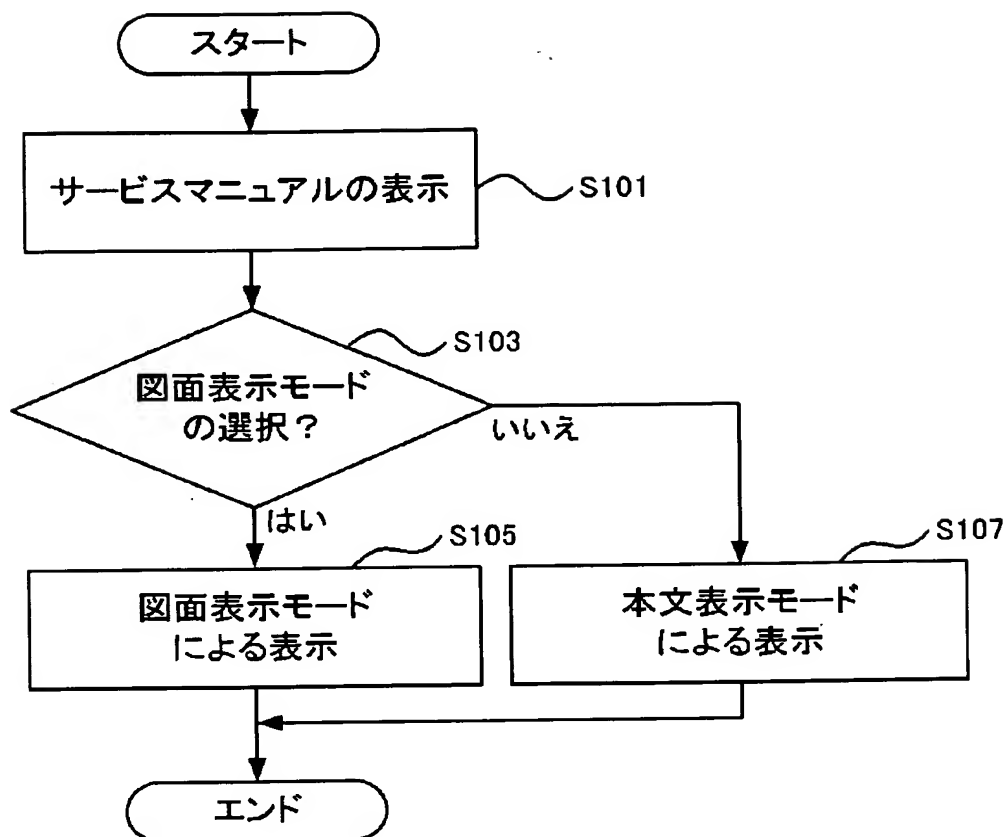 スタート
サービスマニュアルの表示
S101
S103
図面表示モード
の選択？
いいえ
はい
S105
S107
図面表示モード
による表示
本文表示モード
による表示
エンド